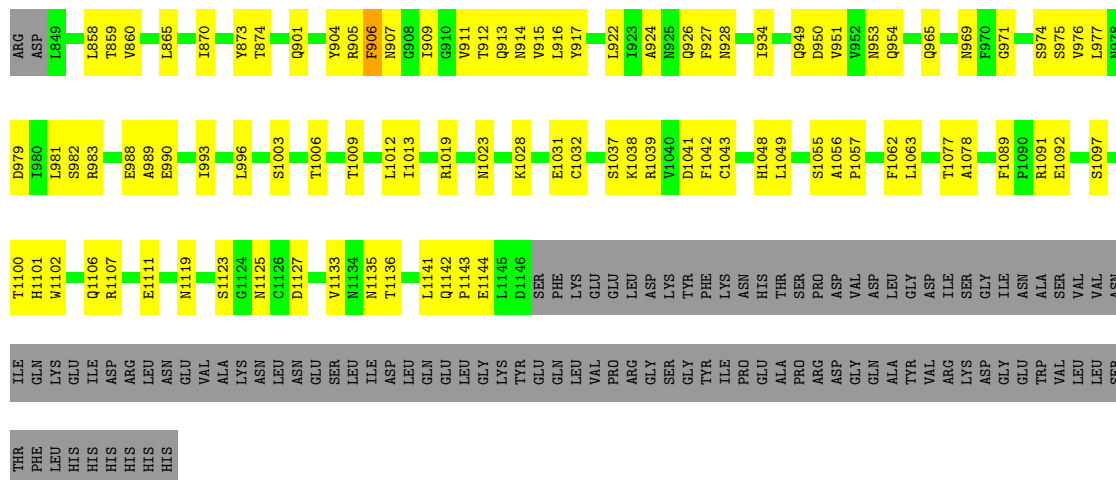 ARG ASP L849 L858 T859 V860 L865 I870 Y873 T874 Q901 Y904 R905 F906 N907 G908 I909 G910 V911 T912 Q913 N914 V915 L916 Y917 L922 I923 A924 N925 Q926 F927 N928 I934 Q949 D950 V951 V952 N953 Q954 Q965 N969 F970 G971 S974 S975 V976 L977 N978
D979 I980 L981 S982 R983 E988 A989 E990 I993 L996 S1003 T1006 T1009 L1012 I1013 R1019 N1023 K1028 E1031 C1032 S1037 K1038 R1039 V1040 D1041 F1042 C1043 H1048 L1049 S1055 A1056 P1057 F1062 L1063 T1077 A1078 F1089 P1090 R1091 E1092 S1097
T1100 H1101 W1102 Q1106 R1107 E1111 N1119 S1123 G1124 N1125 C1126 D1127 V1133 N1134 N1135 T1136 L1141 Q1142 P1143 E1144 L1145 D1146 SER PHE LYS GLU GLU LEU ASP LYS TYR PHE LYS ASN HIS THR SER PRO ASP VAL ASP LEU GLY ASP ILE SER GLY ILE ASN ALA SER VAL VAL ASN
ILE GLN LYS GLU ILE ASP ARG LEU ASN GLU VAL ALA LYS ASN LEU ASN GLU SER LEU ILE ASP LEU GLN GLU LEU GLY LYS TYR GLU GLN LEU VAL PRO ARG GLY SER GLY TYR ILE PRO GLU ALA PRO ARG ASP GLY GLN ALA TYR VAL ARG LYS ASP GLY GLU TRP VAL LEU LEU SER
THR PHE LEU HIS HIS HIS HIS HIS HIS